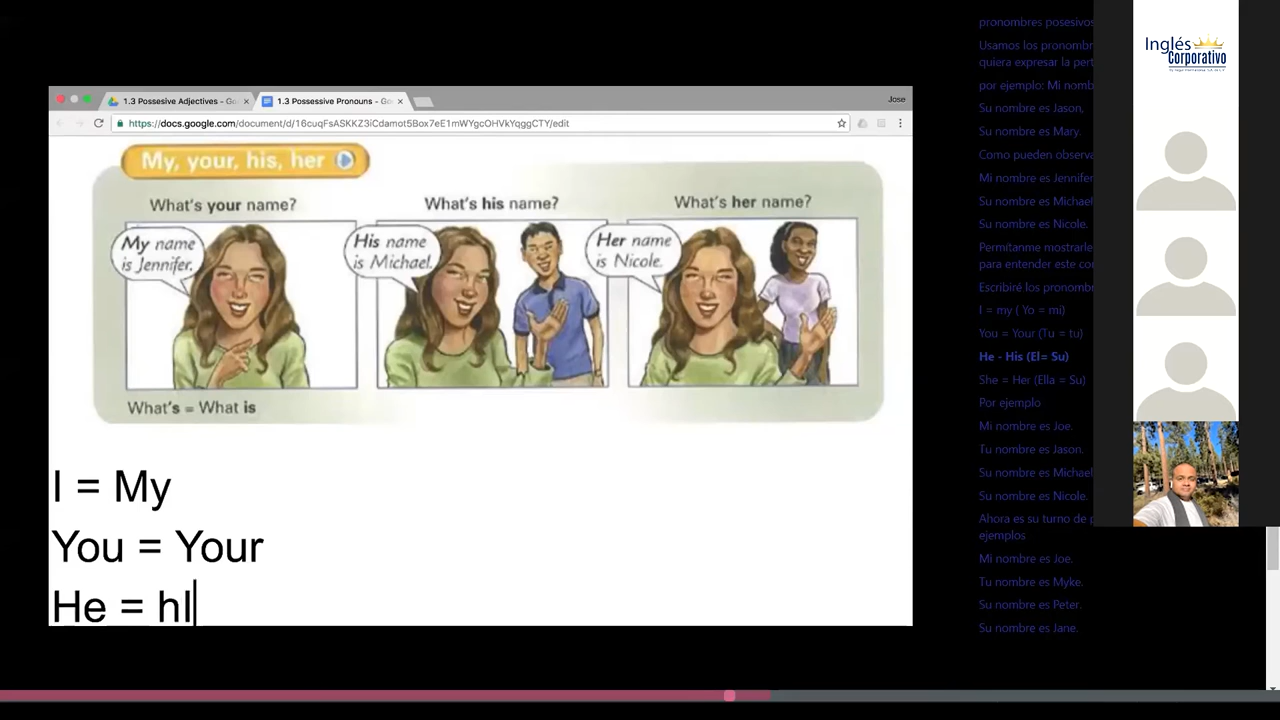 1.3 Possesive Adjectives - Go
1.3 Possessive Pronouns - Go
Jose
https://docs.google.com/document/d/16cuqFsASKKZ3iCdamot5Box7eE1mWYgcOHVkYqggCTY/edit
My, your, his, her
What's your name?
My name
is Jennifer.
What's his name?
His name
is Michael.
What's her name?
Her name
is Nicole.
What's = What is
I = My
You = Your
He = hI
pronombres posesivos
Usamos los pronombr
quiera expresar la pert
por ejemplo: Mi nomb
Su nombre es Jason,
Su nombre es Mary.
Como pueden observa
Mi nombre es Jennifer
Su nombre es Michael
Su nombre es Nicole.
Permítanme mostrarle
para entender este co
Escribiré los pronomb
I = my ( Yo = mi)
You = Your (Tu = tu)
He - His (El= Su)
She = Her (Ella = Su)
Por ejemplo
Mi nombre es Joe.
Tu nombre es Jason.
Su nombre es Michael
Su nombre es Nicole.
Ahora es su turno de p
ejemplos
Mi nombre es Joe.
Tu nombre es Myke.
Su nombre es Peter.
Su nombre es Jane.
Inglés
Corporativo